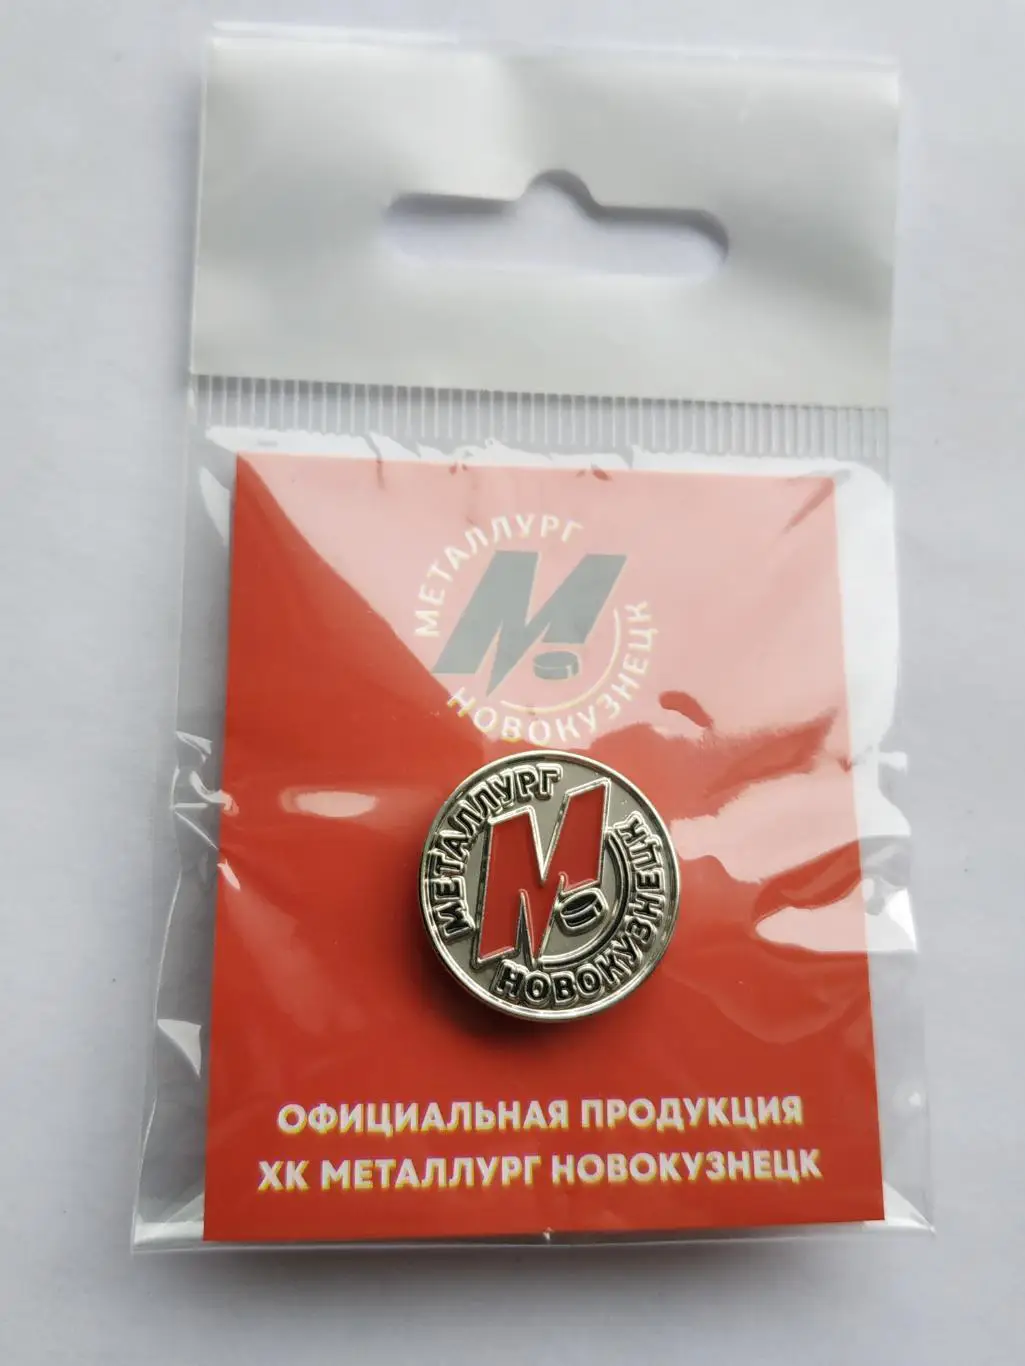 МЕТАЛЛУРГ
М
НОВОКУЗНЕЦК
МЕТАЛЛУРГ
М
НОВОКУЗНЕЦК
ОФИЦИАЛЬНАЯ ПРОДУКЦИЯ
ХК МЕТАЛЛУРГ НОВОКУЗНЕЦК